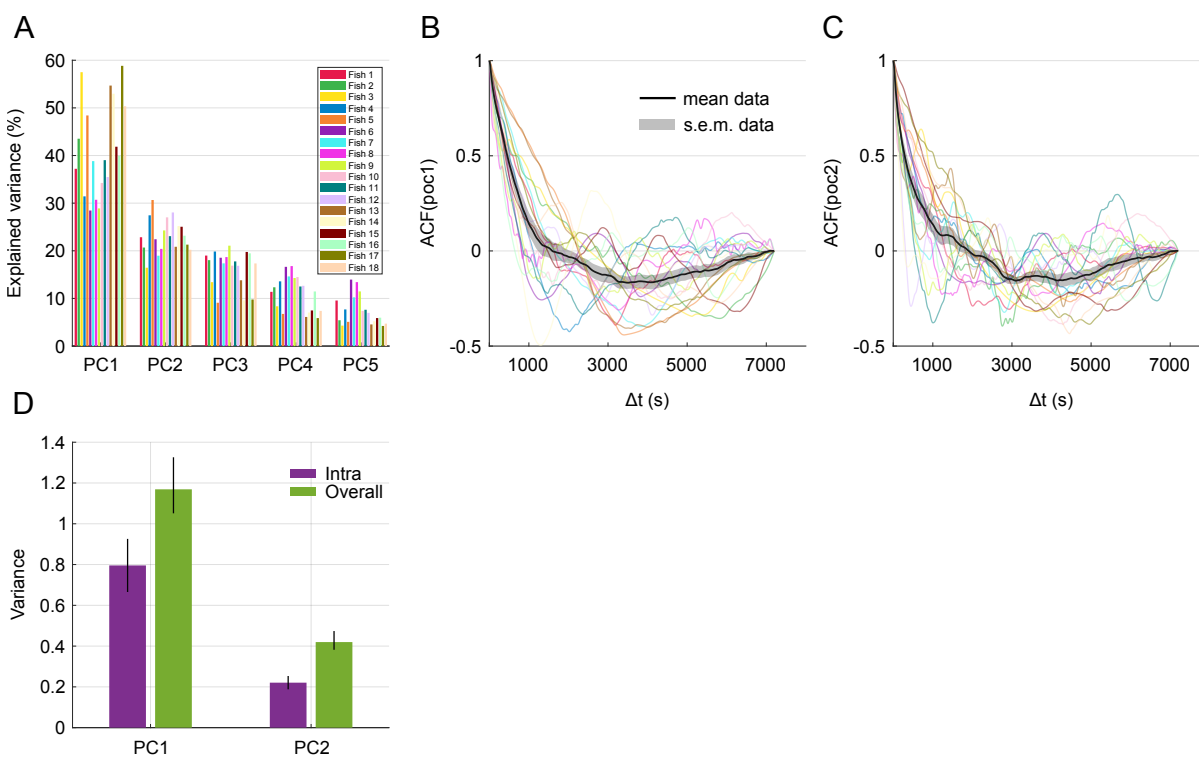 A
Explained variance (%)
60
50
40
30
20
10
0
PC1
PC2
PC3
PC4
PC5
Fish 1
Fish 2
Fish 3
Fish 4
Fish 5
Fish 6
Fish 7
Fish 8
Fish 9
Fish 10
Fish 11
Fish 12
Fish 13
Fish 14
Fish 15
Fish 16
Fish 17
Fish 18
B
ACF(poc1)
1
0.5
0
-0.5
1000
3000
5000
7000
Δt (s)
mean data
s.e.m. data
C
ACF(poc2)
1
0.5
0
-0.5
1000
3000
5000
7000
Δt (s)
D
Variance
1.4
1.2
1
0.8
0.6
0.4
0.2
0
PC1
PC2
Intra
Overall